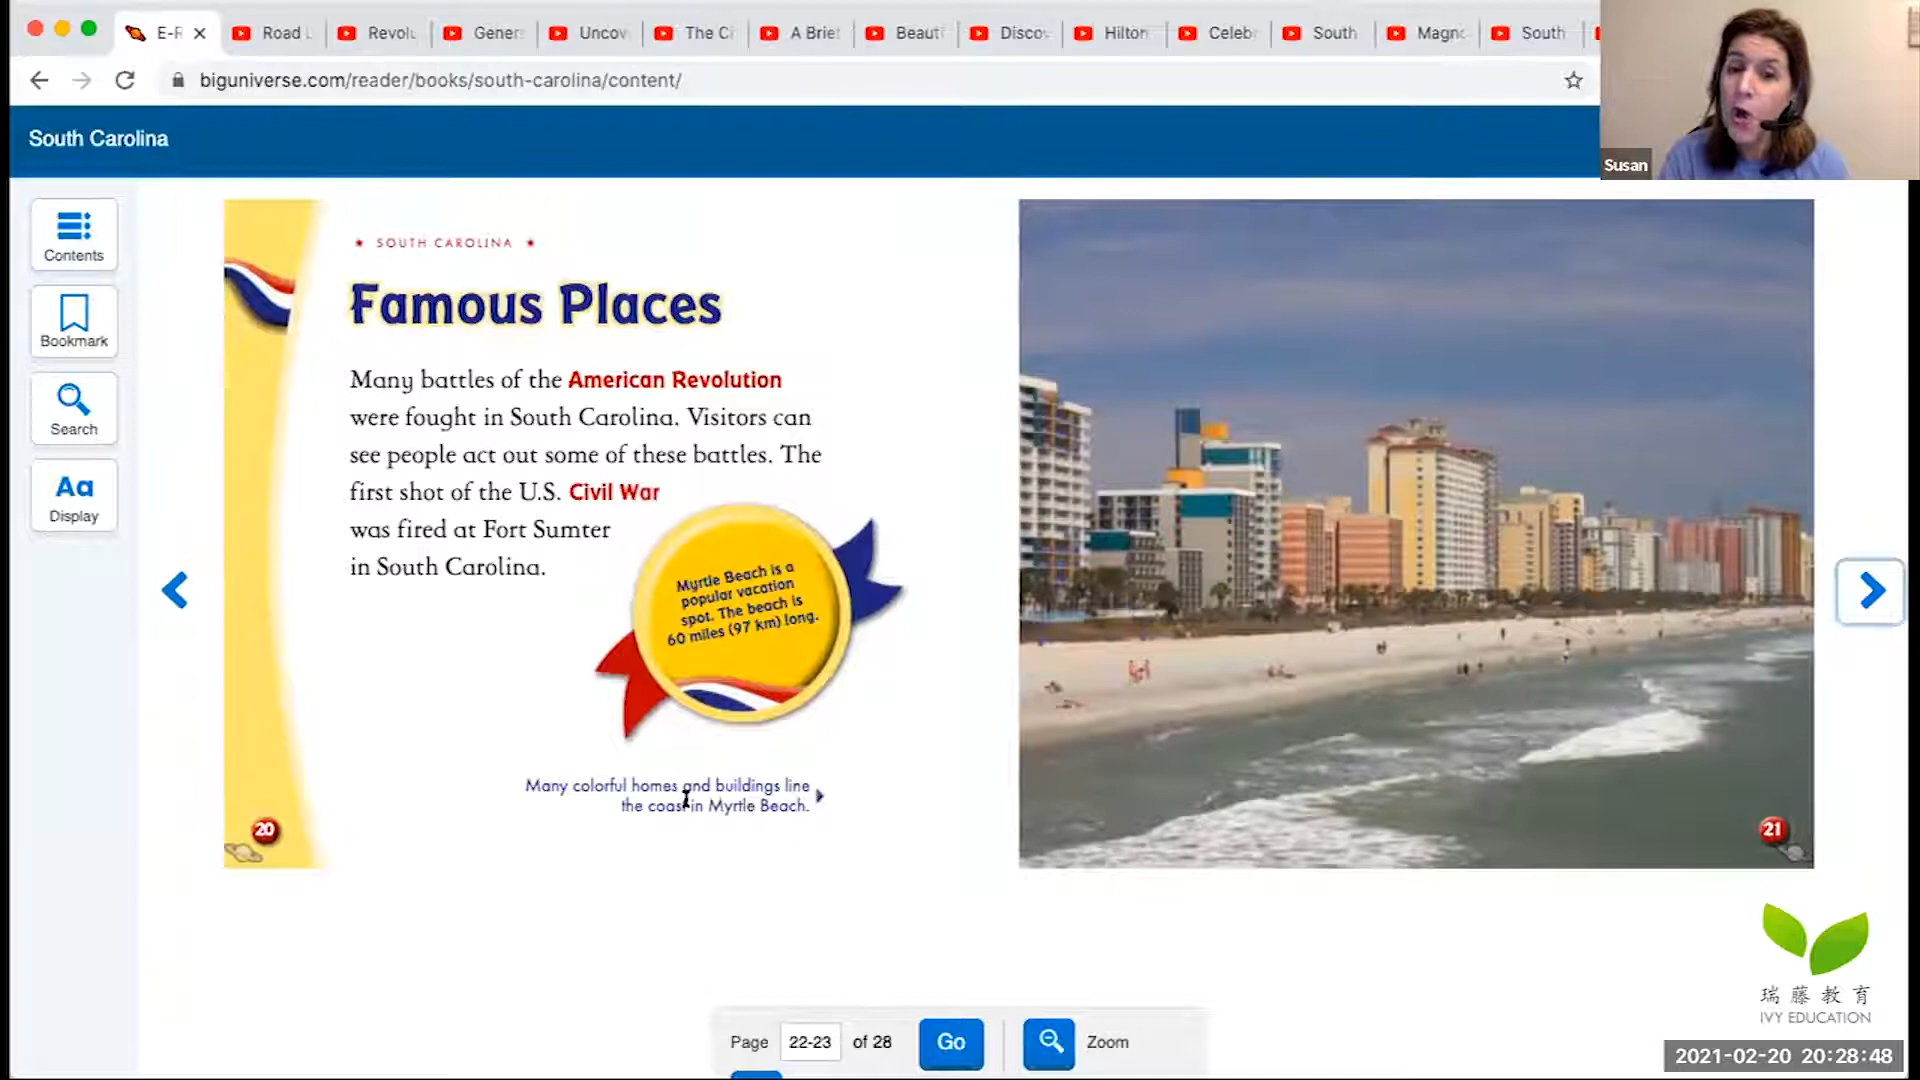 E-R
Road
Revolu
Gener
Uncov
The Ci
A Brief
Beauti
Discov
Hilton
Celebr
South
Magno
South
biguniverse.com/reader/books/south-carolina/content/
Susan
South Carolina
Contents
Bookmark
Search
Aa
Display
SOUTH CAROLINA
Famous Places
Many battles of the American Revolution
were fought in South Carolina. Visitors can
see people act out some of these battles. The
first shot of the U.S. Civil War
was fired at Fort Sumter
in South Carolina.
Myrtle Beach is a
popular vacation
spot. The beach is
60 miles (97 km) long.
Many colorful homes and buildings line
the coast in Myrtle Beach.
20
21
瑞藤教育
IVY EDUCATION
Page 22-23 of 28 Go Zoom
2021-02-20 20:28:48